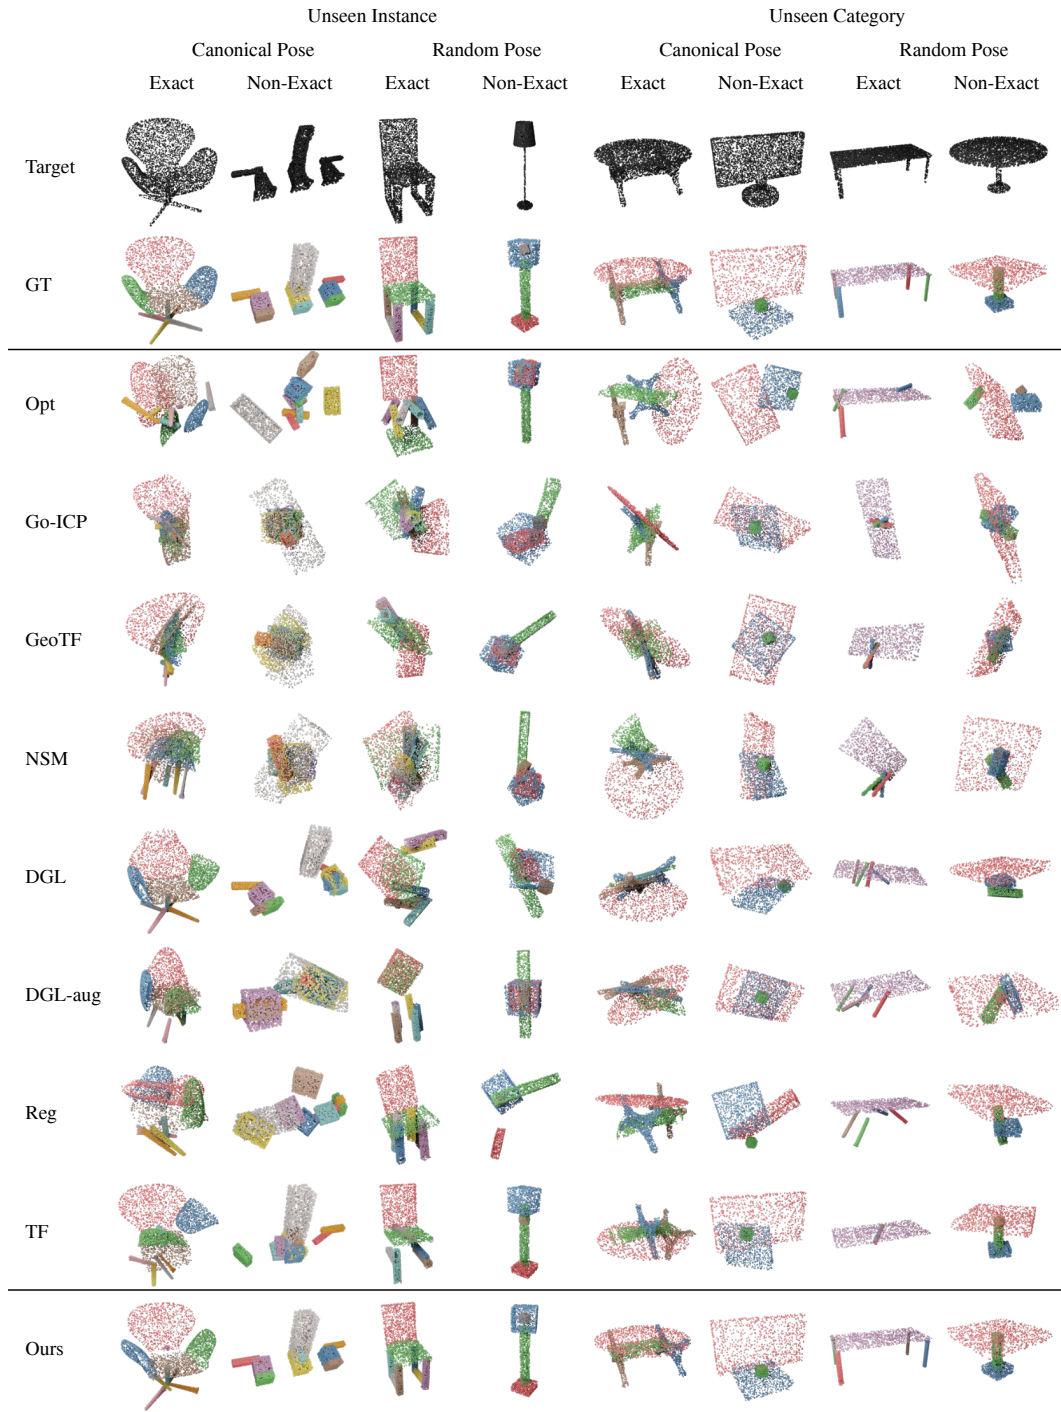 Unseen Instance Unseen Category
Canonical Pose Random Pose Canonical Pose Random Pose
Exact Non-Exact Exact Non-Exact Exact Non-Exact Exact Non-Exact
Target
GT
Opt
Go-ICP
GeoTF
NSM
DGL
DGL-aug
Reg
TF
Ours